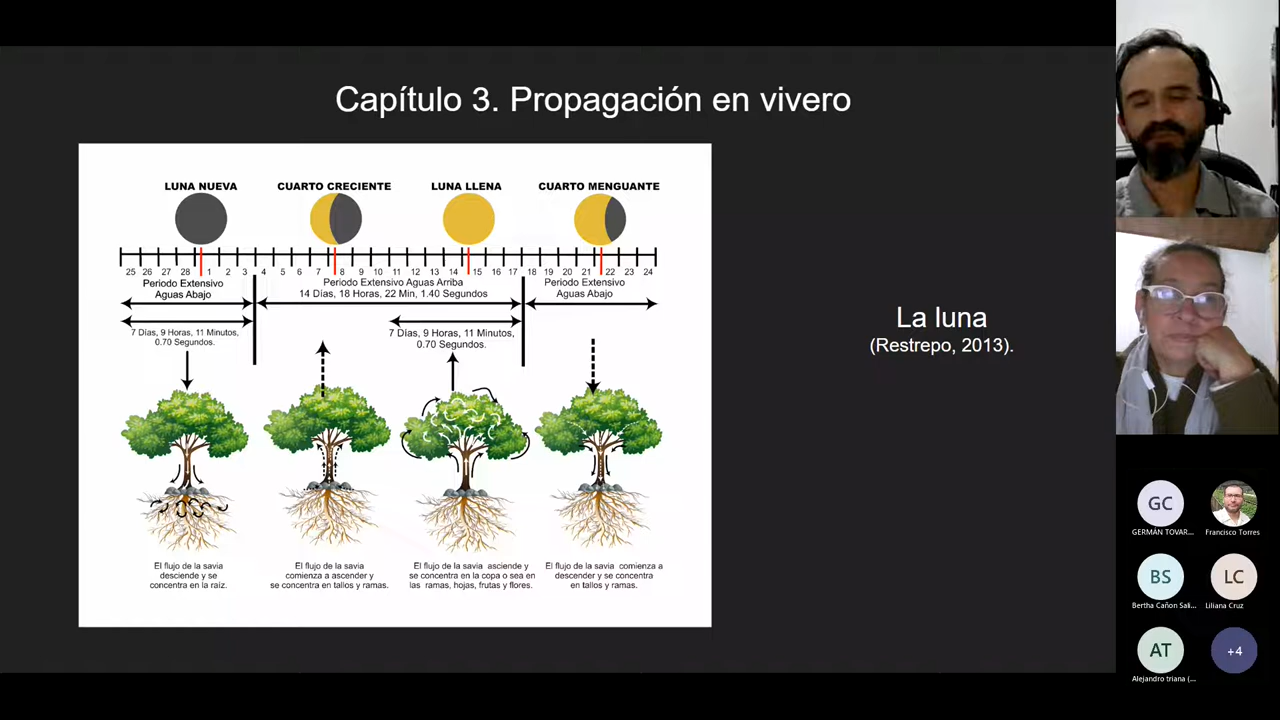 Capítulo 3. Propagación en vivero
LUNA NUEVA
CUARTO CRECIENTE
LUNA LLENA
CUARTO MENGUANTE
25 26 27 28 1 2 3 4 5 6 7 8 9 10 11 12 13 14 15 16 17 18 19 20 21 22 23 24
Periodo Extensivo
Aguas Abajo
Periodo Extensivo Aguas Arriba
14 Días, 18 Horas, 22 Min, 1.40 Segundos
Periodo Extensivo
Aguas Abajo
7 Días, 9 Horas, 11 Minutos,
0.70 Segundos.
7 Días, 9 Horas, 11 Minutos,
0.70 Segundos.
El flujo de la savia
desciende y se
concentra en la raíz.
El flujo de la savia
comienza a ascender y
se concentra en tallos y ramas.
El flujo de la savia asciende y
se concentra en la copa o sea en
las ramas, hojas, frutas y flores.
El flujo de la savia comienza a
descender y se concentra
en tallos y ramas.
La luna
(Restrepo, 2013).
GC
GERMÁN TOVAR...
Francisco Torres
BS
Bertha Cañon Sali...
LC
Liliana Cruz
AT
Alejandro triana (...
+4